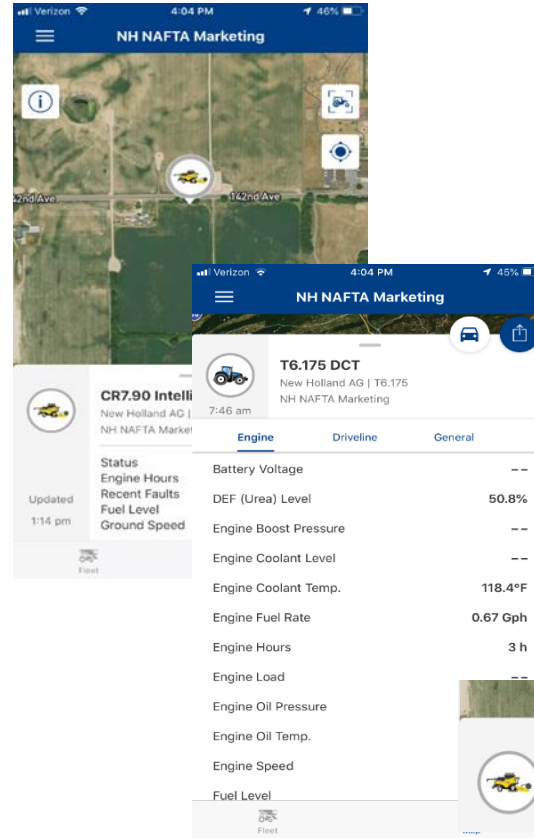 Verizon 4:04 PM 46%
NH NAFTA Marketing
142nd Ave
CR7.90 Intelli
New Holland AG |
NH NAFTA Market
Status
Engine Hours
Recent Faults
Fuel Level
Ground Speed
Updated
1:14 pm
Fleet
Verizon 4:04 PM 45%
NH NAFTA Marketing
T6.175 DCT
New Holland AG | T6.175
NH NAFTA Marketing
7:46 am
Engine Driveline General
Battery Voltage --
DEF (Urea) Level 50.8%
Engine Boost Pressure --
Engine Coolant Level --
Engine Coolant Temp. 118.4°F
Engine Fuel Rate 0.67 Gph
Engine Hours 3 h
Engine Load --
Engine Oil Pressure
Engine Oil Temp.
Engine Speed
Fuel Level
Fleet